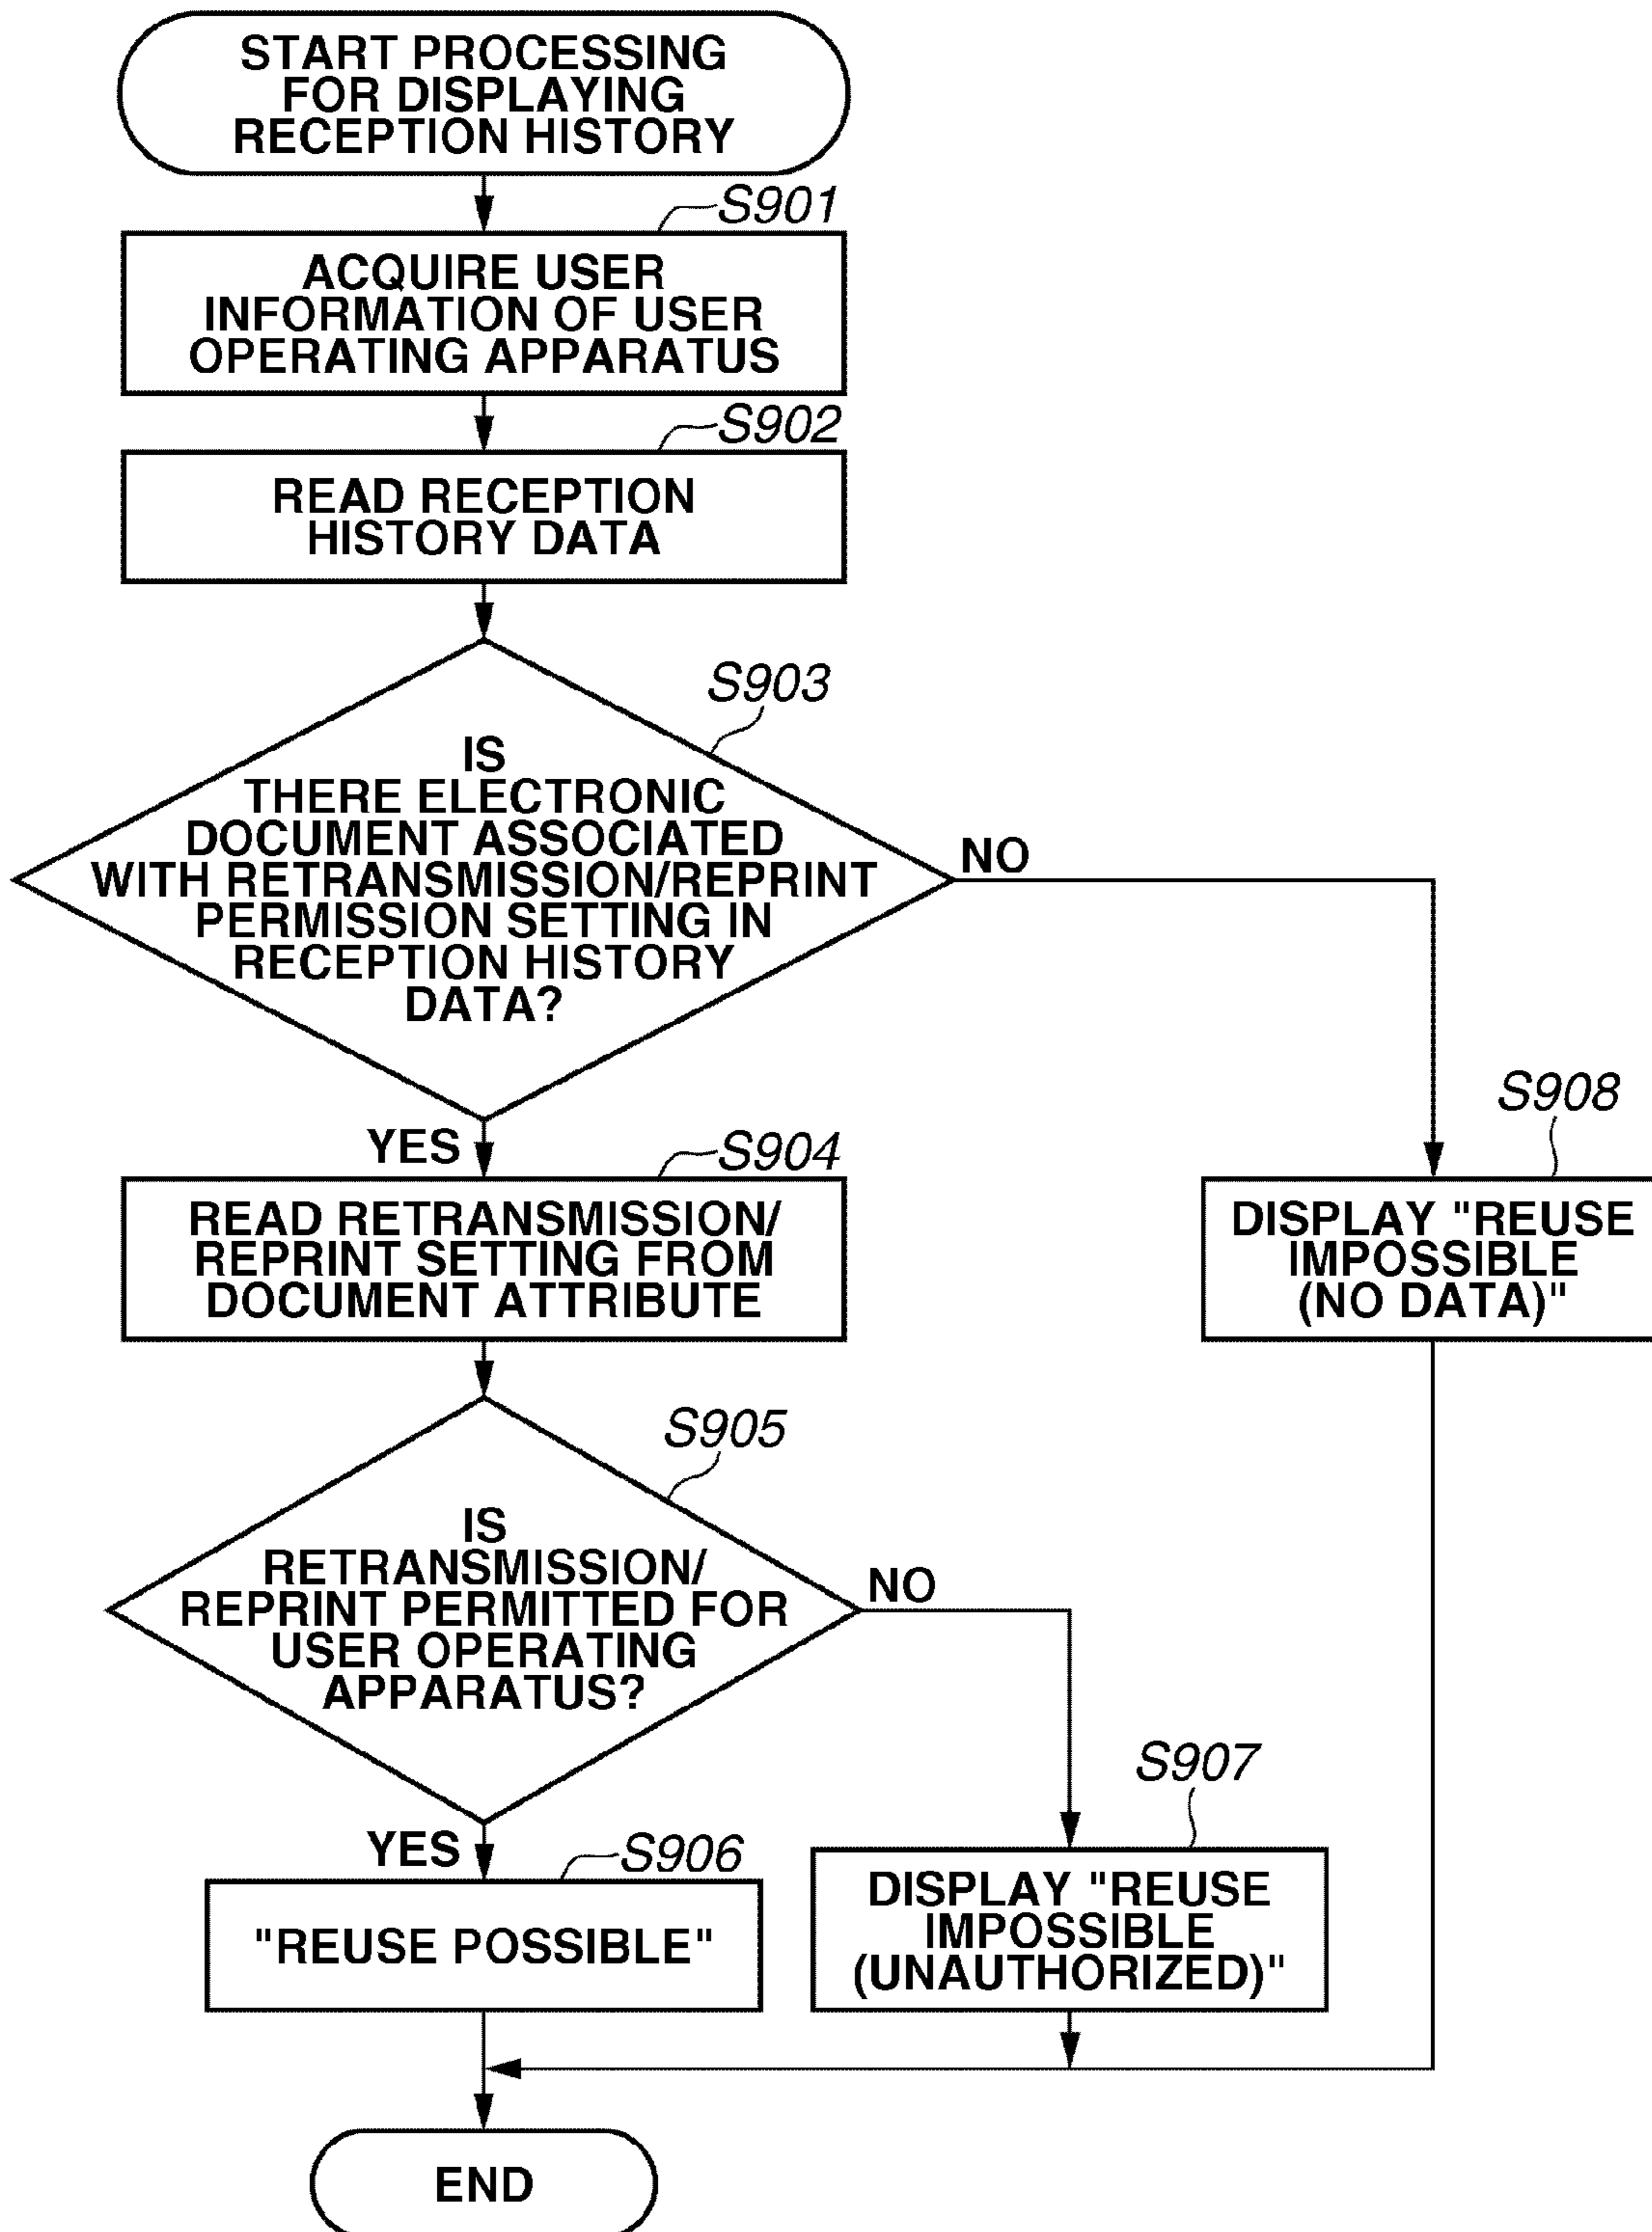 START PROCESSING
FOR DISPLAYING
RECEPTION HISTORY
S901
ACQUIRE USER
INFORMATION OF USER
OPERATING APPARATUS
S902
READ RECEPTION
HISTORY DATA
S903
IS
THERE ELECTRONIC
DOCUMENT ASSOCIATED
WITH RETRANSMISSION/REPRINT
PERMISSION SETTING IN
RECEPTION HISTORY
DATA?
NO
YES
S904
READ RETRANSMISSION/
REPRINT SETTING FROM
DOCUMENT ATTRIBUTE
S908
DISPLAY "REUSE
IMPOSSIBLE
(NO DATA)"
S905
IS
RETRANSMISSION/
REPRINT PERMITTED FOR
USER OPERATING
APPARATUS?
NO
YES
S906
"REUSE POSSIBLE"
S907
DISPLAY "REUSE
IMPOSSIBLE
(UNAUTHORIZED)"
END